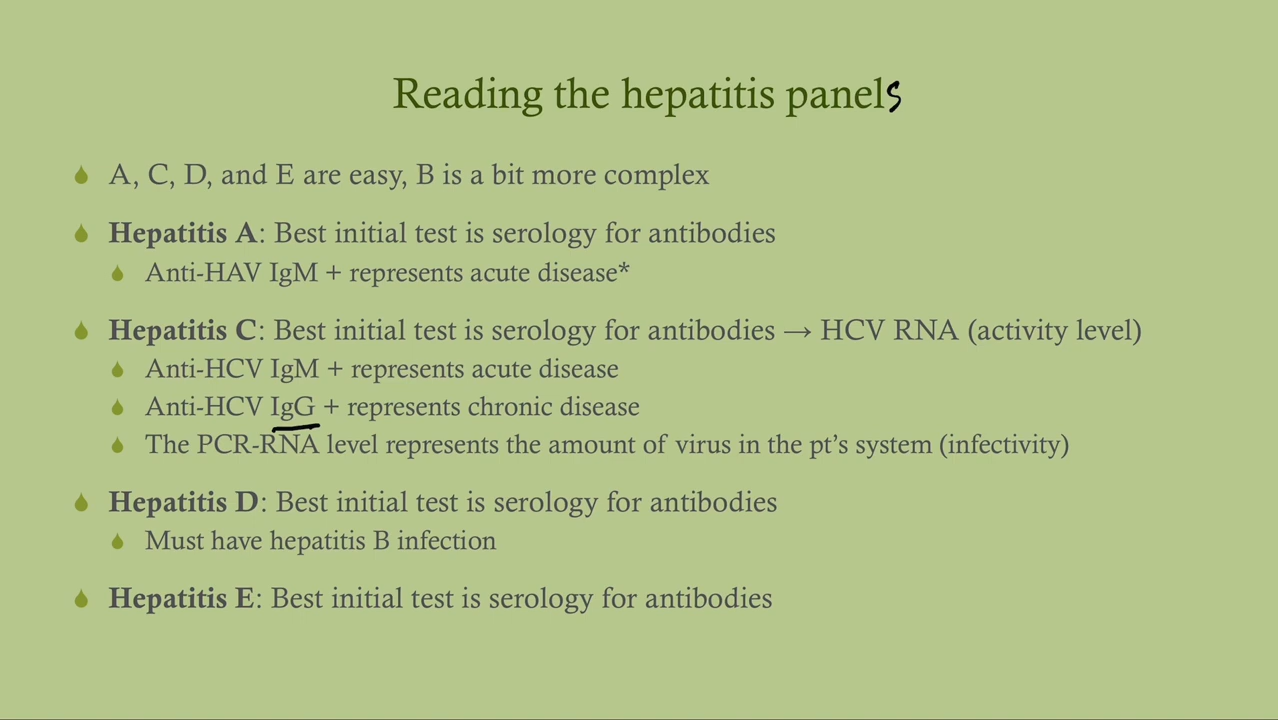 Reading the hepatitis panels
A, C, D, and E are easy, B is a bit more complex
Hepatitis A: Best initial test is serology for antibodies
Anti-HAV IgM + represents acute disease*
Hepatitis C: Best initial test is serology for antibodies → HCV RNA (activity level)
Anti-HCV IgM + represents acute disease
Anti-HCV IgG + represents chronic disease
The PCR-RNA level represents the amount of virus in the pt's system (infectivity)
Hepatitis D: Best initial test is serology for antibodies
Must have hepatitis B infection
Hepatitis E: Best initial test is serology for antibodies